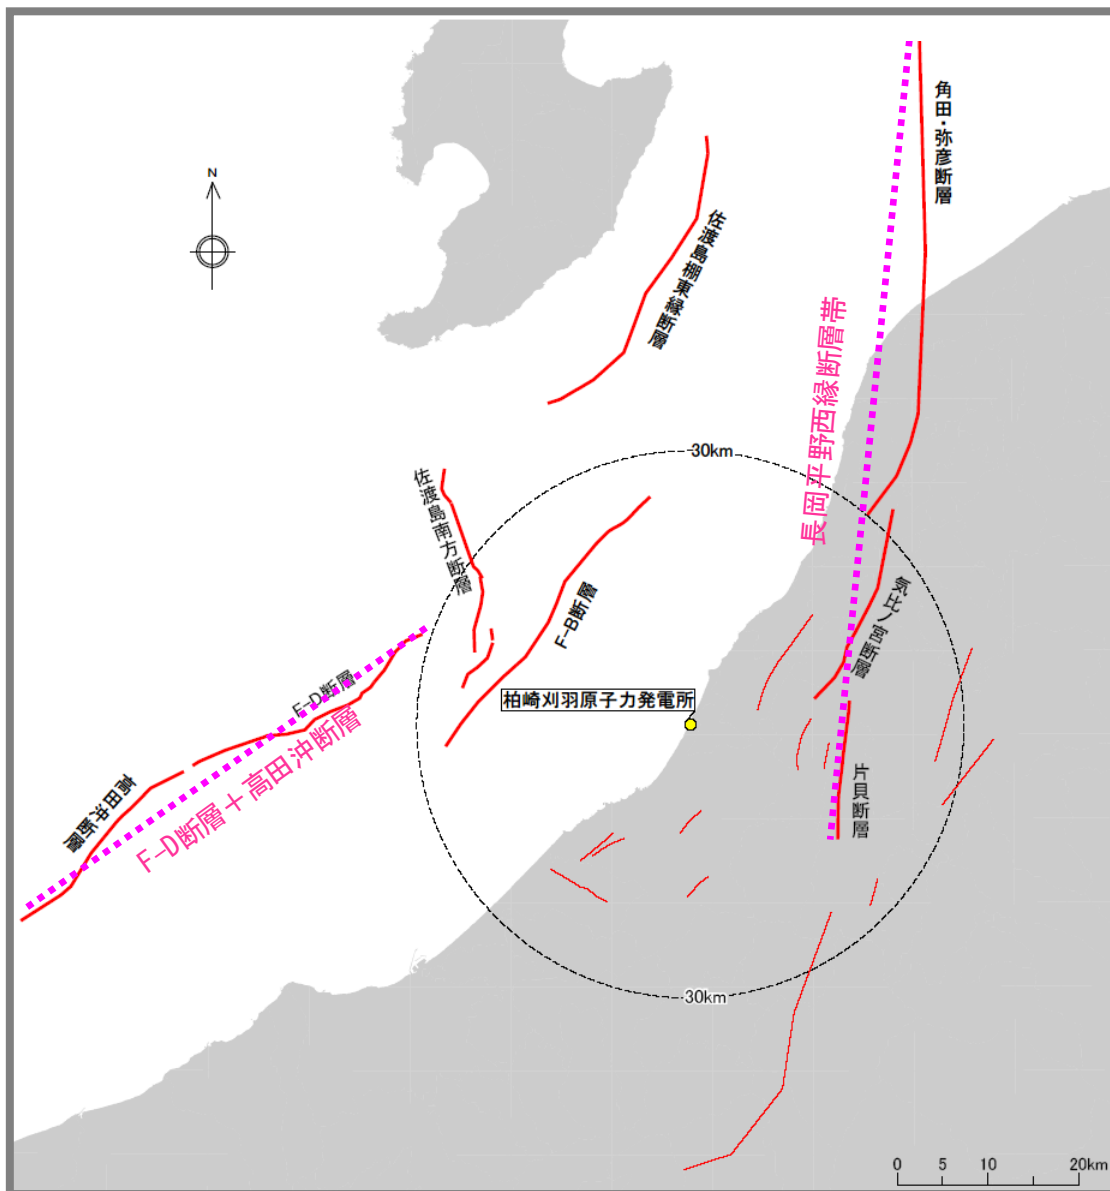 角田・弥彦断層
N
佐渡島棚東縁断層
長岡平野西縁断層帯
30km
佐渡島南方断層
F-B断層
気比ノ宮断層
F-D断層
柏崎刈羽原子力発電所
F-D断層＋高田沖断層
高田沖断層
片貝断層
30km
0 5 10 20km